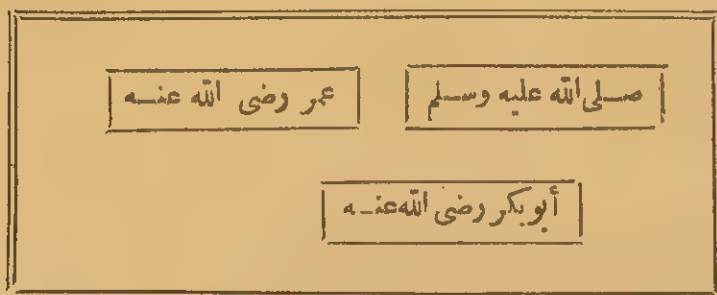 صلى الله عليه وسلم
عمر رضى الله عنه
أبو بكر رضى الله عنه